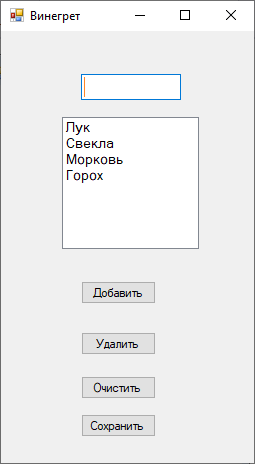 Винегрет
Лук
Свекла
Морковь
Горох
Добавить
Удалить
Очистить
Сохранить